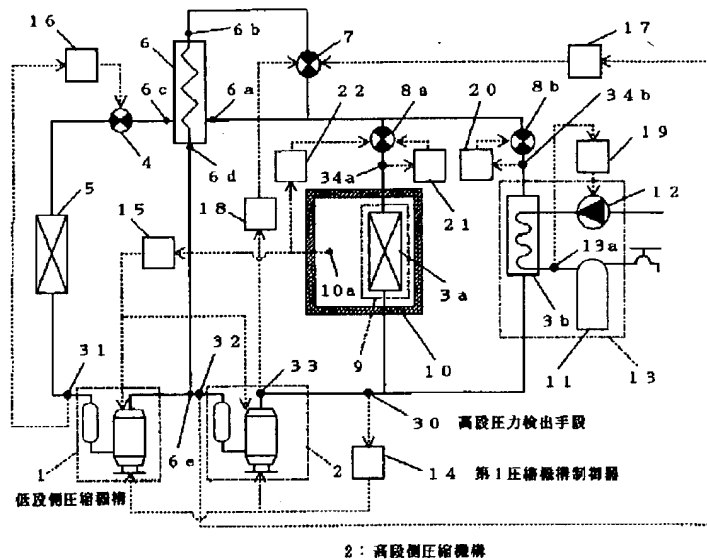 16
6
6b
7
17
6c
6a
22
8a
20
8b
34b
4
6d
34a
19
5
15
18
21
12
10a
3a
13a
3b
31
32
33
9
10
11
13
30 高段圧力検出手段
1
6e
2
14 第1圧縮機構制御器
低段側圧縮機構
2:高段側圧縮機構